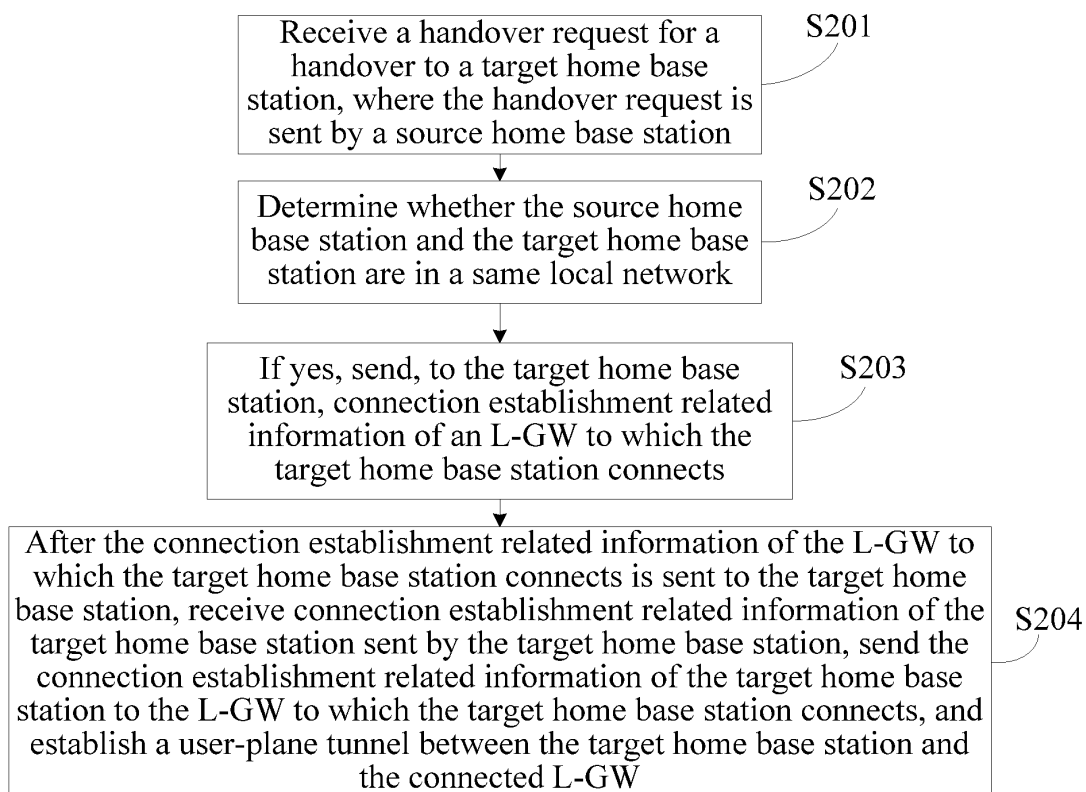 Receive a handover request for a
handover to a target home base
station, where the handover request is
sent by a source home base station
S201
Determine whether the source home
base station and the target home base
station are in a same local network
S202
If yes, send, to the target home base
station, connection establishment related
information of an L-GW to which the
target home base station connects
S203
After the connection establishment related information of the L-GW to
which the target home base station connects is sent to the target home
base station, receive connection establishment related information of the
target home base station sent by the target home base station, send the
connection establishment related information of the target home base
station to the L-GW to which the target home base station connects, and
establish a user-plane tunnel between the target home base station and
the connected L-GW
S204